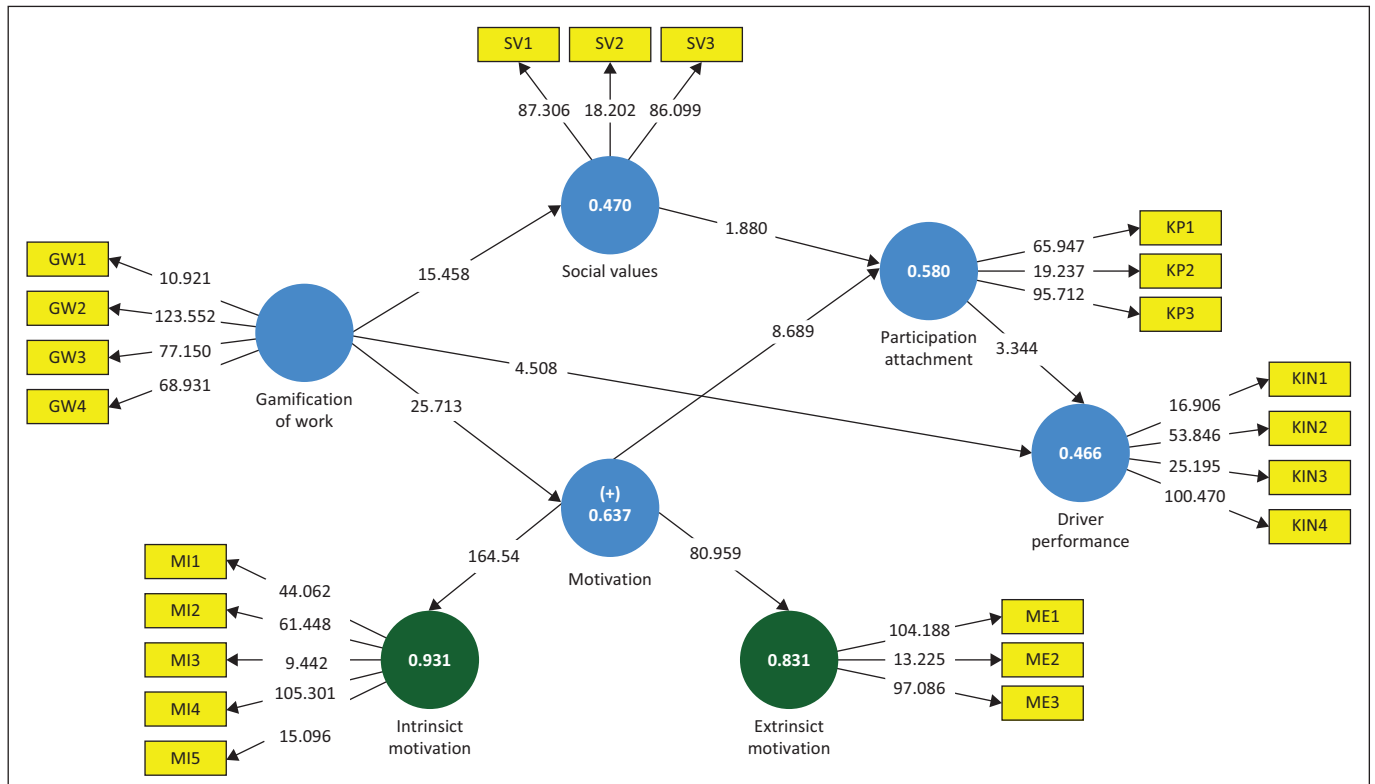 SV1
SV2
SV3
87.306
18.202
86.099
0.470
Social values
1.880
15.458
GW1
GW2
GW3
GW4
10.921
123.552
77.150
68.931
Gamification
of work
KP1
KP2
KP3
65.947
19.237
95.712
0.580
Participation
attachment
8.689
3.344
4.508
25.713
KIN1
KIN2
KIN3
KIN4
16.906
53.846
25.195
100.470
0.466
Driver
performance
(+)
0.637
Motivation
164.54
80.959
MI1
MI2
MI3
MI4
MI5
44.062
61.448
9.442
105.301
15.096
0.931
Intrinsict
motivation
0.831
Extrinsict
motivation
104.188
13.225
97.086
ME1
ME2
ME3